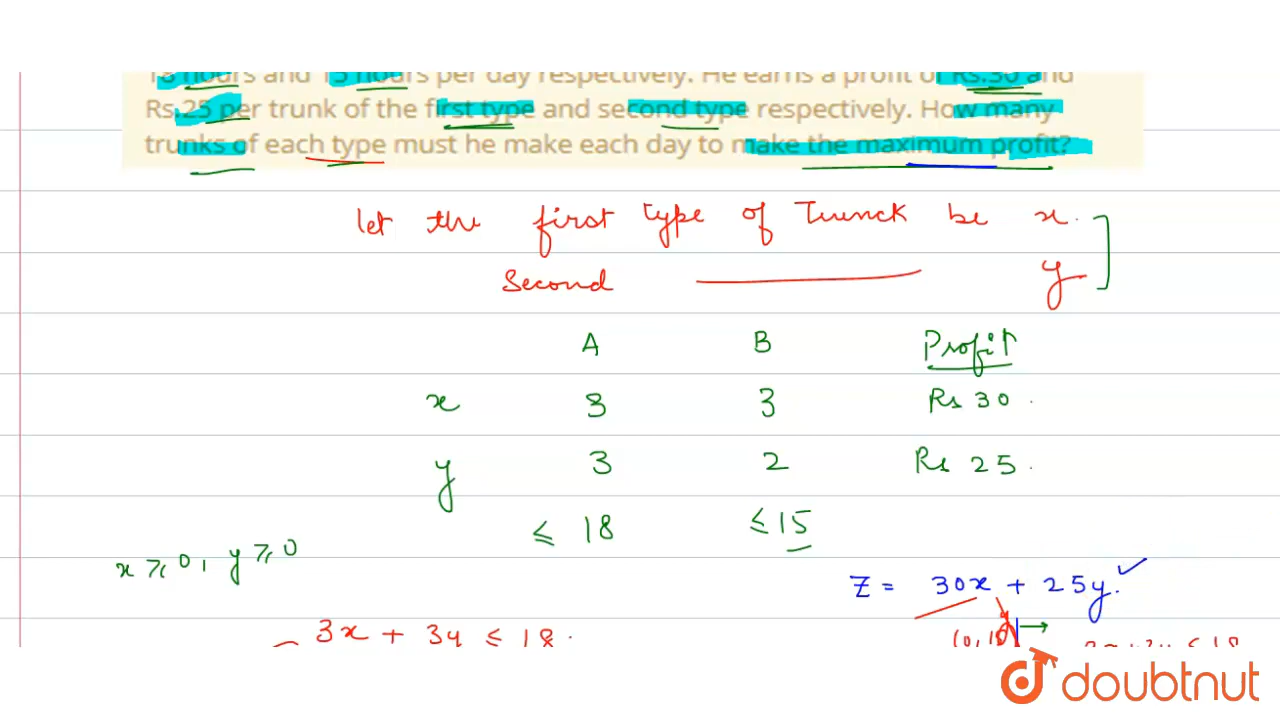 18 hours and 15 hours per day respectively. He earns a profit of Rs.30 and
Rs.25 per trunk of the first type and second type respectively. How many
trunks of each type must he make each day to make the maximum profit?
let the first type of Trunck be x.
Second y
A B Profit
x 3 3 Rs 30.
y 3 2 Rs 25.
≤ 18 ≤ 15
x ≥ 0, y ≥ 0
Z = 30x + 25y.
3x + 3y ≤ 18.
y
doubtnut